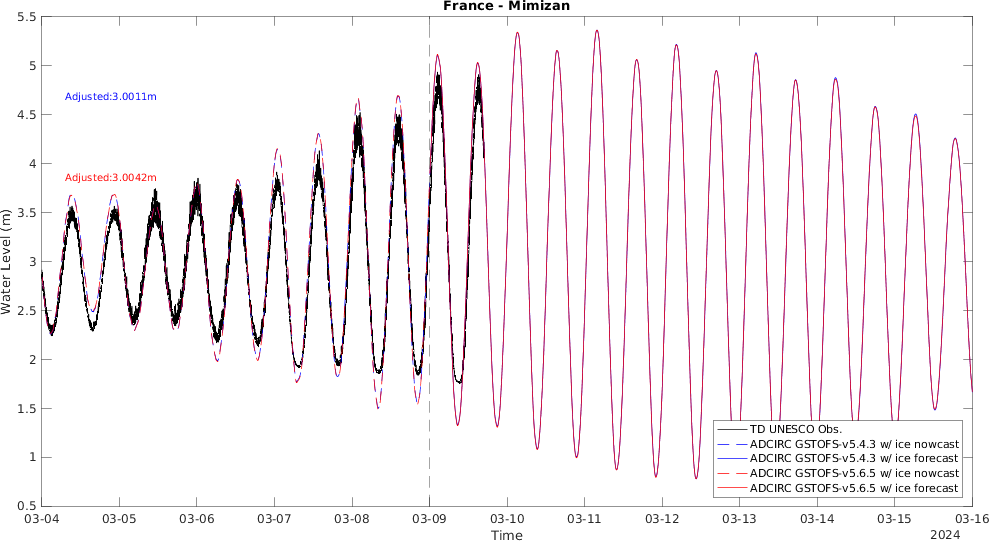 France - Mimizan
5.5
5
4.5
4
3.5
3
2.5
2
1.5
1
0.5
Water Level (m)
Adjusted:3.0011m
Adjusted:3.0042m
TD UNESCO Obs.
ADCIRC GSTOFS-v5.4.3 w/ ice nowcast
ADCIRC GSTOFS-v5.4.3 w/ ice forecast
ADCIRC GSTOFS-v5.6.5 w/ ice nowcast
ADCIRC GSTOFS-v5.6.5 w/ ice forecast
03-04 03-05 03-06 03-07 03-08 03-09 03-10 03-11 03-12 03-13 03-14 03-15 03-16
Time
2024